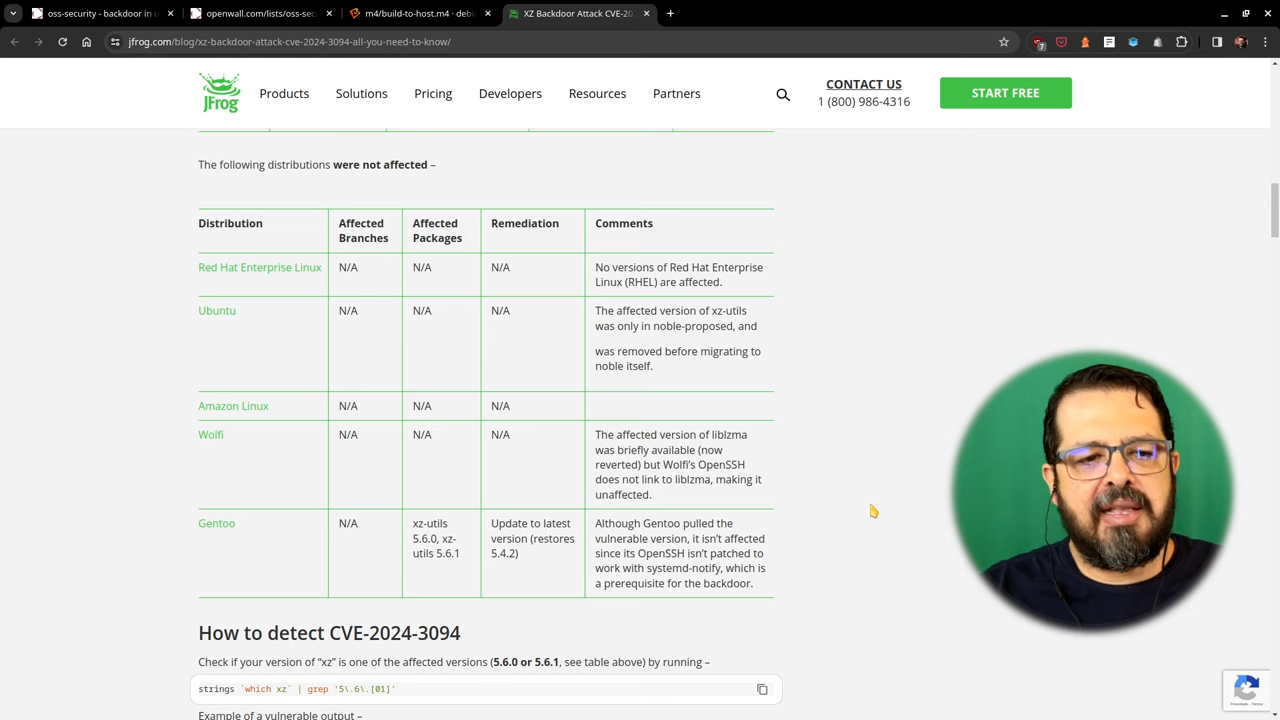 oss-security - backdoor in u
openwall.com/lists/oss-sec
m4/build-to-host.m4 · debi
XZ Backdoor Attack CVE-20
jfrog.com/blog/xz-backdoor-attack-cve-2024-3094-all-you-need-to-know/
7
JFrog
Products
Solutions
Pricing
Developers
Resources
Partners
CONTACT US
1 (800) 986-4316
START FREE
The following distributions were not affected –
Distribution
Affected
Branches
Affected
Packages
Remediation
Comments
Red Hat Enterprise Linux
N/A
N/A
N/A
No versions of Red Hat Enterprise
Linux (RHEL) are affected.
Ubuntu
N/A
N/A
N/A
The affected version of xz-utils
was only in noble-proposed, and
was removed before migrating to
noble itself.
Amazon Linux
N/A
N/A
N/A
Wolfi
N/A
N/A
N/A
The affected version of liblzma
was briefly available (now
reverted) but Wolfi's OpenSSH
does not link to liblzma, making it
unaffected.
Gentoo
N/A
xz-utils
5.6.0, xz-
utils 5.6.1
Update to latest
version (restores
5.4.2)
Although Gentoo pulled the
vulnerable version, it isn't affected
since its OpenSSH isn't patched to
work with systemd-notify, which is
a prerequisite for the backdoor.
How to detect CVE-2024-3094
Check if your version of "xz" is one of the affected versions (5.6.0 or 5.6.1, see table above) by running –
strings `which xz` | grep '5\.6\.[01]'
Example of a vulnerable output –